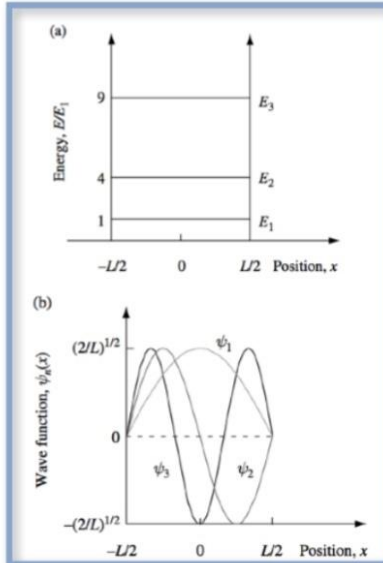 (a)
Energy, E/E₁
9
E₃
4
E₂
1
E₁
–L/2
0
L/2 Position, x
(b)
Wave function, ψₙ(x)
(2/L)¹/²
ψ₁
0
ψ₃
ψ₂
–(2/L)¹/²
–L/2
0
L/2 Position, x